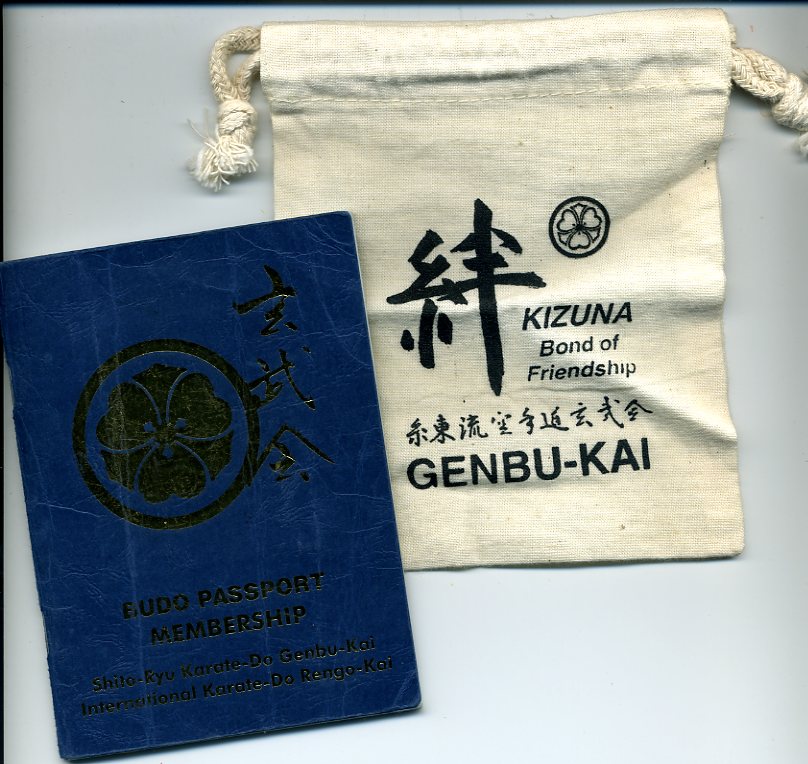 玄武会
BUDO PASSPORT
MEMBERSHIP
Shito-Ryu Karate-Do Genbu-Kai
International Karate-Do Rengo-Kai
絆
KIZUNA
Bond of
Friendship
糸東流空手道玄武会
GENBU-KAI